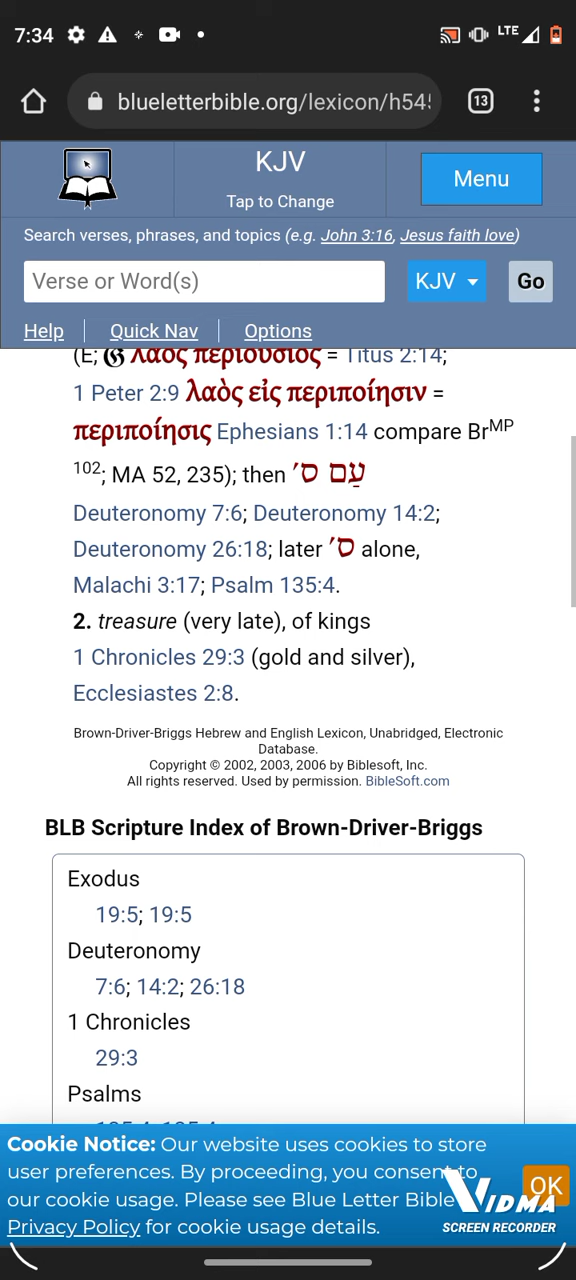 7:34
LTE
blueletterbible.org/lexicon/h545
13
KJV
Tap to Change
Menu
Search verses, phrases, and topics (e.g. John 3:16, Jesus faith love)
Verse or Word(s)
KJV
Go
Help
Quick Nav
Options
(E; 𝔊 λαὸς περιούσιος = Titus 2:14;
1 Peter 2:9 λαὸς εἰς περιποίησιν =
περιποίησις Ephesians 1:14 compare BrMP
102; MA 52, 235); then עַם ס׳
Deuteronomy 7:6; Deuteronomy 14:2;
Deuteronomy 26:18; later ס׳ alone,
Malachi 3:17; Psalm 135:4.
2. treasure (very late), of kings
1 Chronicles 29:3 (gold and silver),
Ecclesiastes 2:8.
Brown-Driver-Briggs Hebrew and English Lexicon, Unabridged, Electronic
Database.
Copyright © 2002, 2003, 2006 by Biblesoft, Inc.
All rights reserved. Used by permission. BibleSoft.com
BLB Scripture Index of Brown-Driver-Briggs
Exodus
19:5; 19:5
Deuteronomy
7:6; 14:2; 26:18
1 Chronicles
29:3
Psalms
Cookie Notice: Our website uses cookies to store
user preferences. By proceeding, you consent to
our cookie usage. Please see Blue Letter Bible
Privacy Policy for cookie usage details.
OK
VIDMA
SCREEN RECORDER